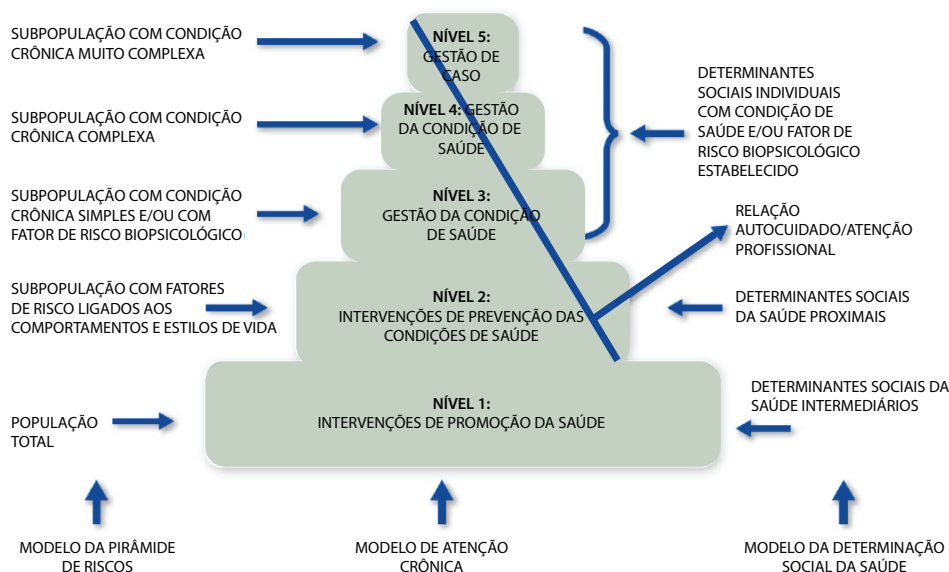 SUBPOPULAÇÃO COM CONDIÇÃO
CRÔNICA MUITO COMPLEXA
SUBPOPULAÇÃO COM CONDIÇÃO
CRÔNICA COMPLEXA
SUBPOPULAÇÃO COM CONDIÇÃO
CRÔNICA SIMPLES E/OU COM
FATOR DE RISCO BIOPSICOLÓGICO
SUBPOPULAÇÃO COM FATORES
DE RISCO LIGADOS AOS
COMPORTAMENTOS E ESTILOS DE VIDA
POPULAÇÃO
TOTAL
MODELO DA PIRÂMIDE
DE RISCOS
NÍVEL 5:
GESTÃO DE
CASO
NÍVEL 4: GESTÃO
DA CONDIÇÃO DE
SAÚDE
NÍVEL 3:
GESTÃO DA CONDIÇÃO
DE SAÚDE
NÍVEL 2:
INTERVENÇÕES DE PREVENÇÃO DAS
CONDIÇÕES DE SAÚDE
NÍVEL 1:
INTERVENÇÕES DE PROMOÇÃO DA SAÚDE
MODELO DE ATENÇÃO
CRÔNICA
DETERMINANTES
SOCIAIS INDIVIDUAIS
COM CONDIÇÃO DE
SAÚDE E/OU FATOR DE
RISCO BIOPSICOLÓGICO
ESTABELECIDO
RELAÇÃO
AUTOCUIDADO/ATENÇÃO
PROFISSIONAL
DETERMINANTES SOCIAIS
DA SAÚDE PROXIMAIS
DETERMINANTES SOCIAIS DA
SAÚDE INTERMEDIÁRIOS
MODELO DA DETERMINAÇÃO
SOCIAL DA SAÚDE